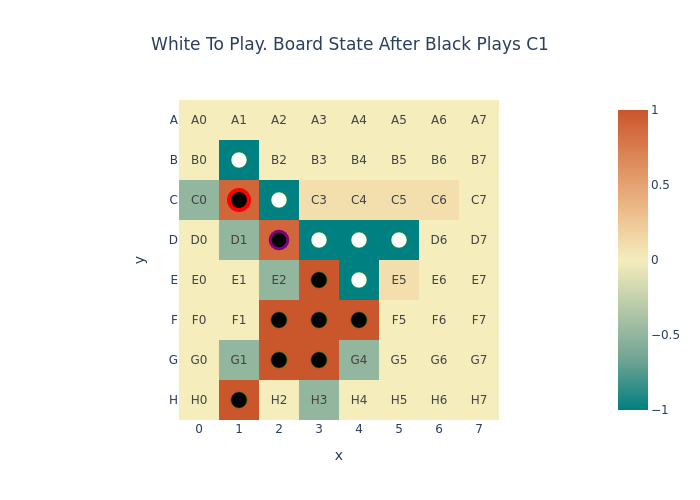 White To Play. Board State After Black Plays C1
A A0 A1 A2 A3 A4 A5 A6 A7
B B0 B2 B3 B4 B5 B6 B7
C C0 C3 C4 C5 C6 C7
D D0 D1 D6 D7
E E0 E1 E2 E5 E6 E7
F F0 F1 F5 F6 F7
G G0 G1 G4 G5 G6 G7
H H0 H2 H3 H4 H5 H6 H7
0 1 2 3 4 5 6 7
x
y
1
0.5
0
−0.5
−1